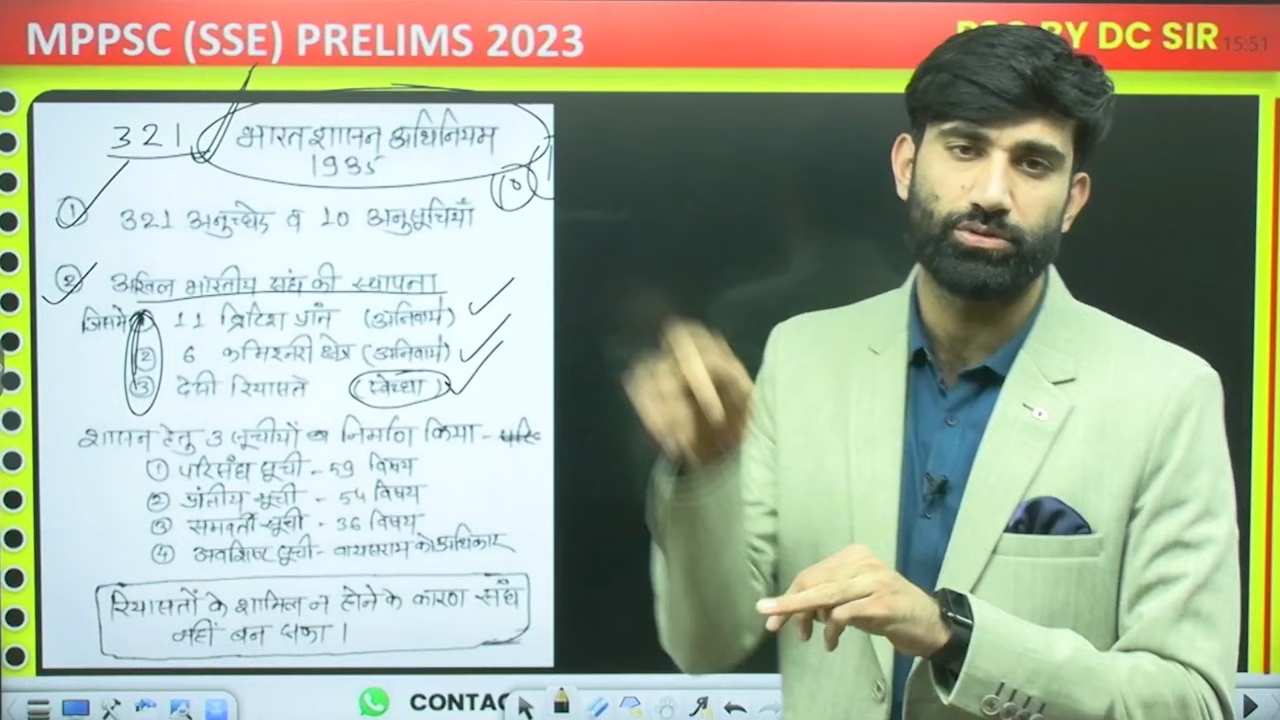 MPPSC (SSE) PRELIMS 2023
BY DC SIR
15:51
321 भारत शासन अधिनियम
1935
(10)
① 321 अनुच्छेद व 10 अनुसूचियाँ
② अखिल भारतीय संघ की स्थापना
जिसमे ① 11 ब्रिटिश प्रांत (अनिवार्य)
② 6 कमिश्नरी क्षेत्र (अनिवार्य)
③ देशी रियासते (स्वेच्छा)
शासन हेतु 3 सूचीयों का निर्माण किया -
① परिसंघ सूची - 59 विषय
② प्रांतीय सूची - 54 विषय
③ समवर्ती सूची - 36 विषय
④ अवशिष्ट सूची - वायसराय को अधिकार
रियासतों के शामिल न होने के कारण संघ
नहीं बन सका।
CONTAC